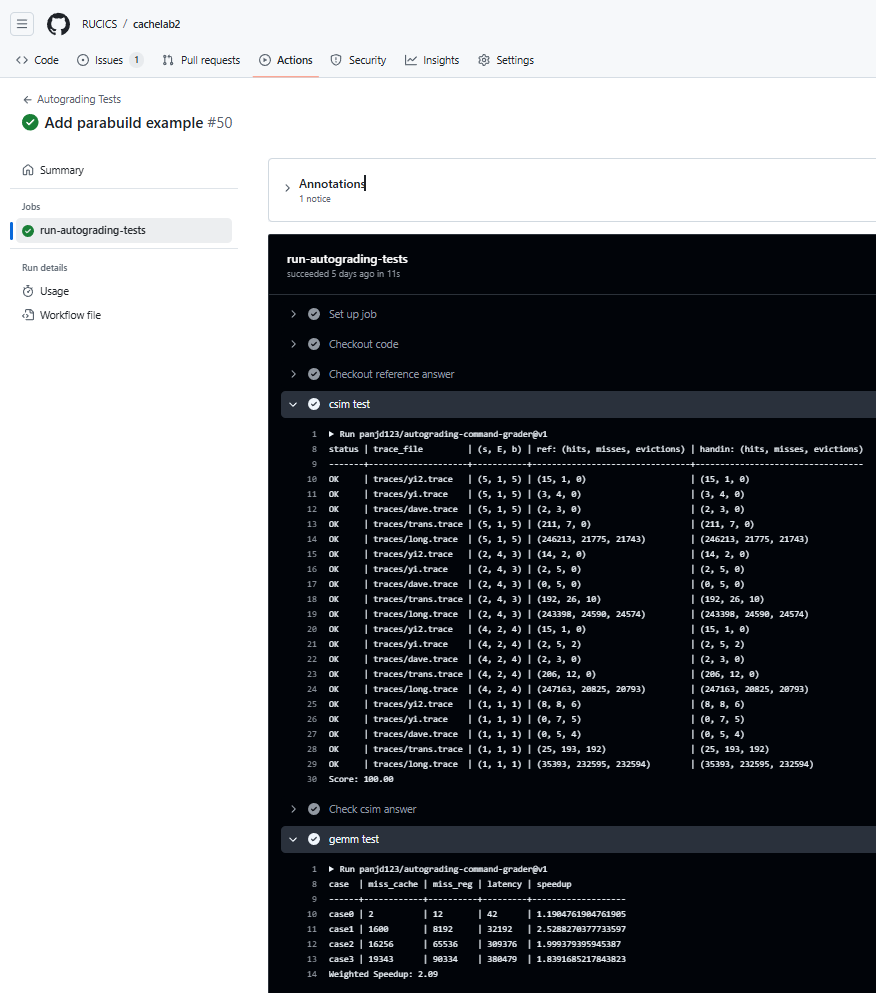 RUCICS / cachelab2
Code Issues 1 Pull requests Actions Security Insights Settings
Autograding Tests
Add parabuild example #50
Summary
Jobs
run-autograding-tests
Run details
Usage
Workflow file
Annotations
1 notice
run-autograding-tests
succeeded 5 days ago in 11s
Set up job
Checkout code
Checkout reference answer
csim test
1 Run panjd123/autograding-command-grader@v1
8 status | trace_file | (s, E, b) | ref: (hits, misses, evictions) | handin: (hits, misses, evictions)
9 -------+--------------------+-----------+--------------------------------+----------------------------------
10 OK | traces/yi2.trace | (5, 1, 5) | (15, 1, 0) | (15, 1, 0)
11 OK | traces/yi.trace | (5, 1, 5) | (3, 4, 0) | (3, 4, 0)
12 OK | traces/dave.trace | (5, 1, 5) | (2, 3, 0) | (2, 3, 0)
13 OK | traces/trans.trace | (5, 1, 5) | (211, 7, 0) | (211, 7, 0)
14 OK | traces/long.trace | (5, 1, 5) | (246213, 21775, 21743) | (246213, 21775, 21743)
15 OK | traces/yi2.trace | (2, 4, 3) | (14, 2, 0) | (14, 2, 0)
16 OK | traces/yi.trace | (2, 4, 3) | (2, 5, 0) | (2, 5, 0)
17 OK | traces/dave.trace | (2, 4, 3) | (0, 5, 0) | (0, 5, 0)
18 OK | traces/trans.trace | (2, 4, 3) | (192, 26, 10) | (192, 26, 10)
19 OK | traces/long.trace | (2, 4, 3) | (243398, 24590, 24574) | (243398, 24590, 24574)
20 OK | traces/yi2.trace | (4, 2, 4) | (15, 1, 0) | (15, 1, 0)
21 OK | traces/yi.trace | (4, 2, 4) | (2, 5, 2) | (2, 5, 2)
22 OK | traces/dave.trace | (4, 2, 4) | (2, 3, 0) | (2, 3, 0)
23 OK | traces/trans.trace | (4, 2, 4) | (206, 12, 0) | (206, 12, 0)
24 OK | traces/long.trace | (4, 2, 4) | (247163, 20825, 20793) | (247163, 20825, 20793)
25 OK | traces/yi2.trace | (1, 1, 1) | (8, 8, 6) | (8, 8, 6)
26 OK | traces/yi.trace | (1, 1, 1) | (0, 7, 5) | (0, 7, 5)
27 OK | traces/dave.trace | (1, 1, 1) | (0, 5, 4) | (0, 5, 4)
28 OK | traces/trans.trace | (1, 1, 1) | (25, 193, 192) | (25, 193, 192)
29 OK | traces/long.trace | (1, 1, 1) | (35393, 232595, 232594) | (35393, 232595, 232594)
30 Score: 100.00
Check csim answer
gemm test
1 Run panjd123/autograding-command-grader@v1
8 case | miss_cache | miss_reg | latency | speedup
9 ------+------------+----------+---------+-------------------
10 case0 | 2 | 12 | 42 | 1.1904761904761905
11 case1 | 1600 | 8192 | 32192 | 2.5288270377733597
12 case2 | 16256 | 65536 | 309376 | 1.999379395945387
13 case3 | 19343 | 90334 | 380479 | 1.8391685217843823
14 Weighted Speedup: 2.09